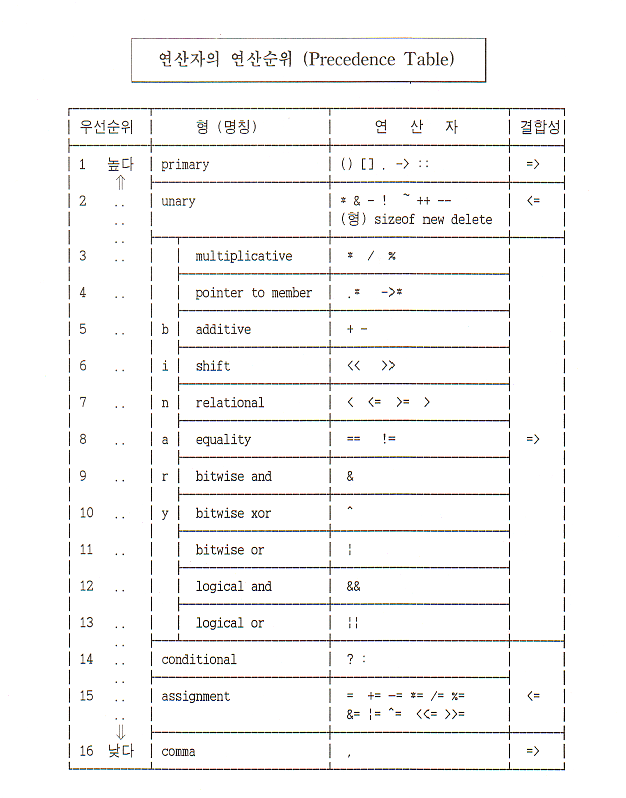 연산자의 연산순위 (Precedence Table)
우선순위 형 (명칭) 연 산 자 결합성
1 높다 primary () [] . -> :: =>
⇑
2 .. unary * & - ! ~ ++ -- <=
.. (형) sizeof new delete
..
3 .. multiplicative * / %
4 .. pointer to member .* ->*
5 .. b additive + -
6 .. i shift << >>
7 .. n relational < <= >= >
8 .. a equality == != =>
9 .. r bitwise and &
10 .. y bitwise xor ^
11 .. bitwise or ¦
12 .. logical and &&
13 .. logical or ¦¦
..
14 .. conditional ? :
..
15 .. assignment = += -= *= /= %= <=
.. &= ¦= ^= <<= >>=
⇓
16 낮다 comma , =>